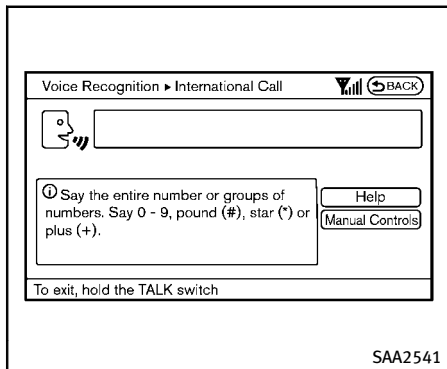 Voice Recognition ▸ International Call
BACK
ⓘ Say the entire number or groups of
numbers. Say 0 - 9, pound (#), star (*) or
plus (+).
Help
Manual Controls
To exit, hold the TALK switch
SAA2541